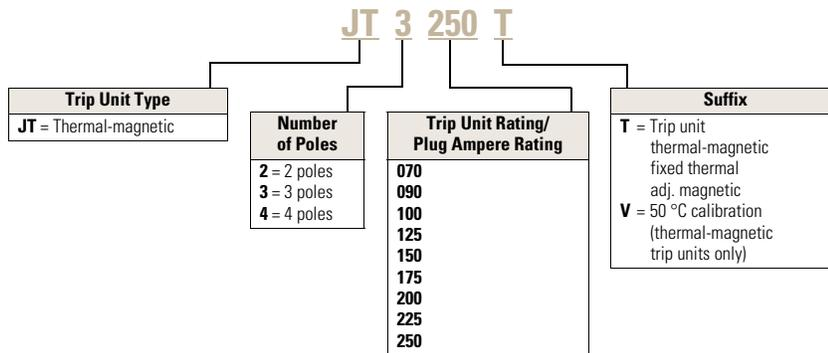 JT 3 250 T
Trip Unit Type
JT = Thermal-magnetic
Number
of Poles
2 = 2 poles
3 = 3 poles
4 = 4 poles
Trip Unit Rating/
Plug Ampere Rating
070
090
100
125
150
175
200
225
250
Suffix
T = Trip unit
thermal-magnetic
fixed thermal
adj. magnetic
V = 50 °C calibration
(thermal-magnetic
trip units only)